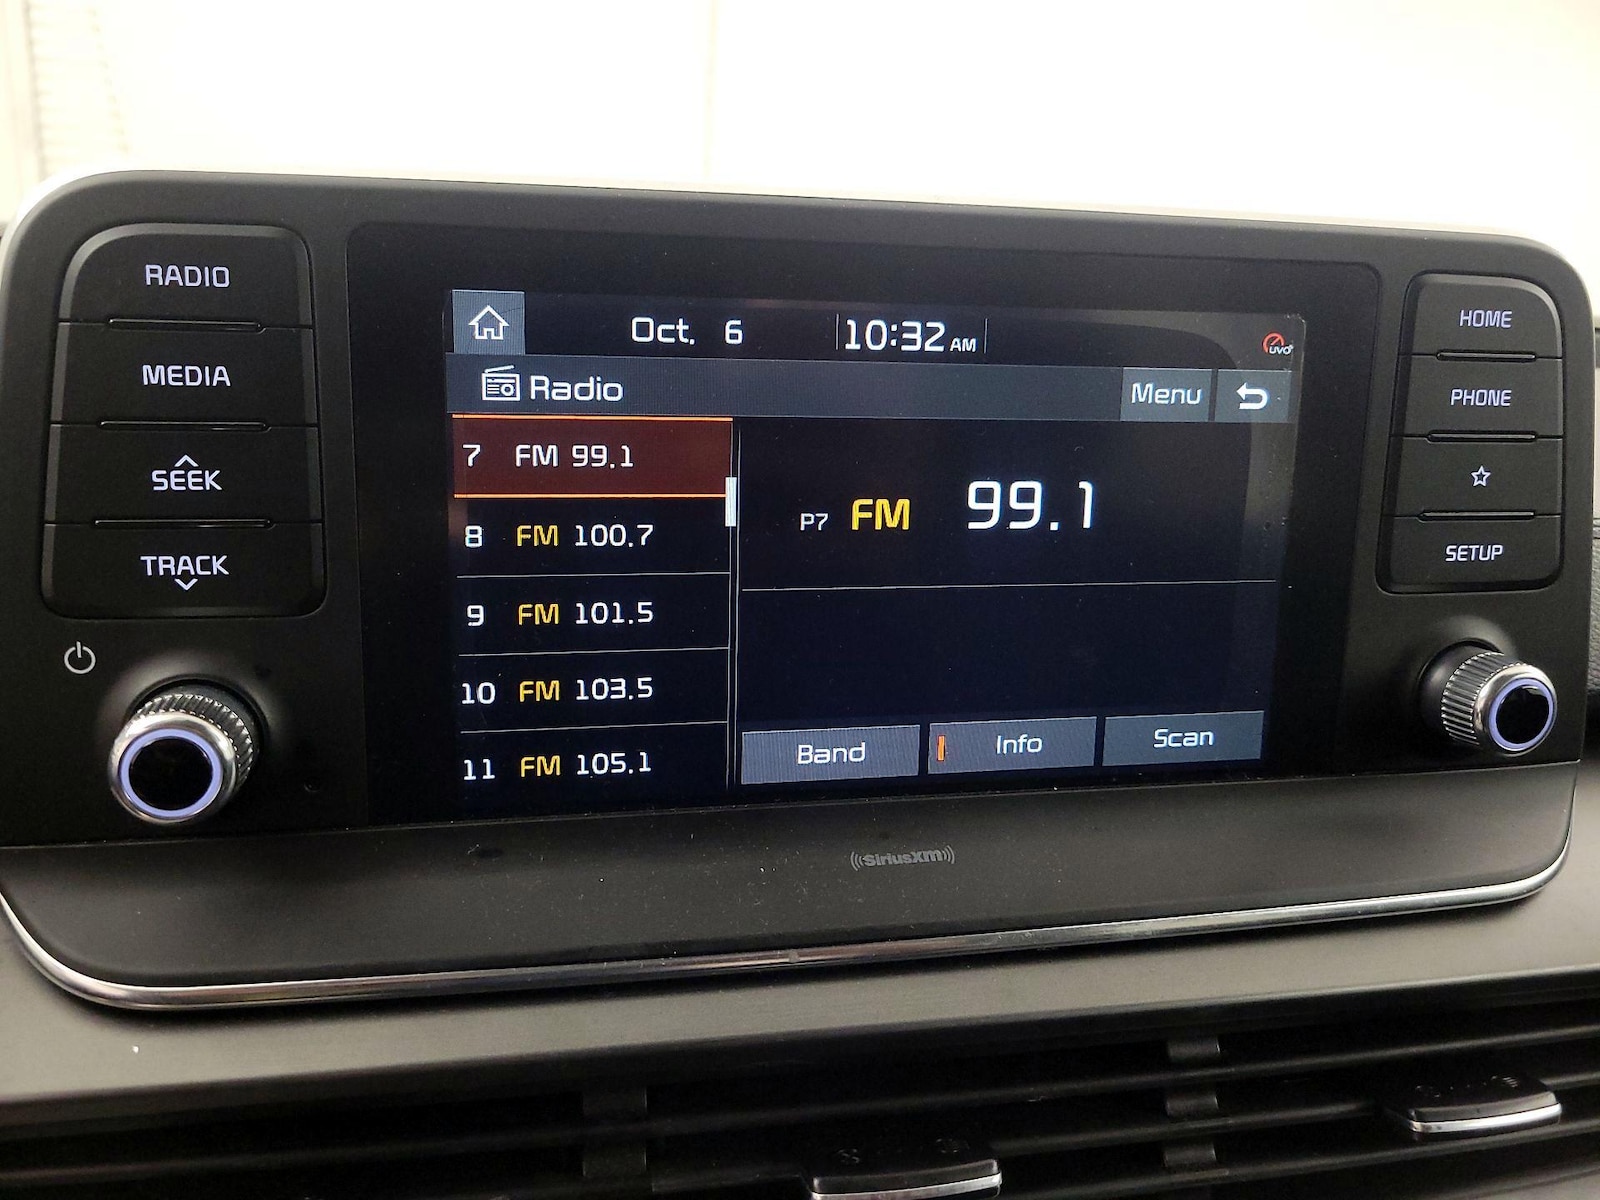 RADIO
MEDIA
SEEK
TRACK
Oct. 6
10:32 AM
UVO
Radio
Menu
7 FM 99.1
8 FM 100.7
9 FM 101.5
10 FM 103.5
11 FM 105.1
P7 FM 99.1
Band
Info
Scan
HOME
PHONE
SETUP
SiriusXM